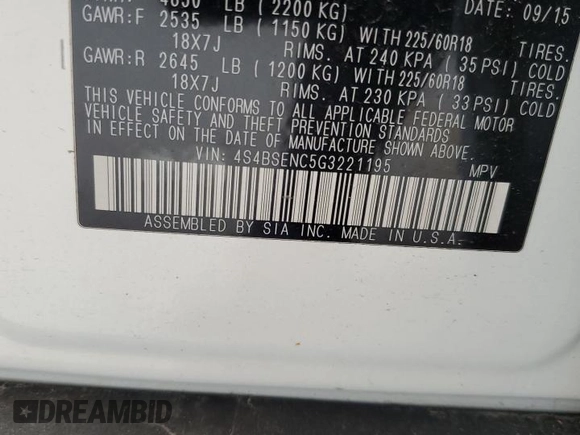 LB (2200 KG) DATE: 09/15
GAWR:F 2535 LB (1150 KG) WITH 225/60R18 TIRES.
18X7J RIMS. AT 240 KPA (35 PSI) COLD
GAWR:R 2645 LB (1200 KG) WITH 225/60R18 TIRES.
18X7J RIMS. AT 230 KPA (33 PSI) COLD
THIS VEHICLE CONFORMS TO ALL APPLICABLE FEDERAL MOTOR
VEHICLE SAFETY AND THEFT PREVENTION STANDARDS
IN EFFECT ON THE DATE OF MANUFACTURE SHOWN ABOVE.
VIN: 4S4BSENC5G3221195 MPV
ASSEMBLED BY SIA INC. MADE IN U.S.A.
DREAMBID